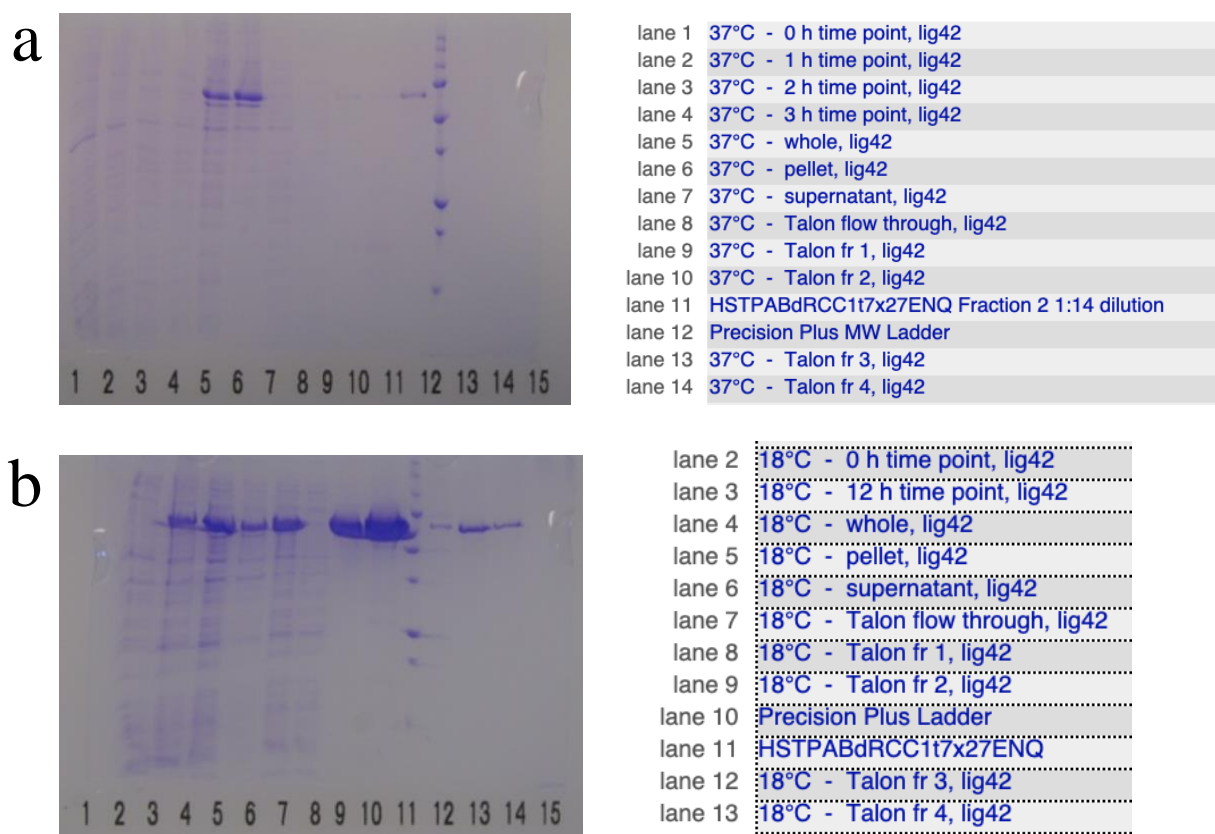 a
lane 1 37°C - 0 h time point, lig42
lane 2 37°C - 1 h time point, lig42
lane 3 37°C - 2 h time point, lig42
lane 4 37°C - 3 h time point, lig42
lane 5 37°C - whole, lig42
lane 6 37°C - pellet, lig42
lane 7 37°C - supernatant, lig42
lane 8 37°C - Talon flow through, lig42
lane 9 37°C - Talon fr 1, lig42
lane 10 37°C - Talon fr 2, lig42
lane 11 HSTPABdRCC1t7x27ENQ Fraction 2 1:14 dilution
lane 12 Precision Plus MW Ladder
lane 13 37°C - Talon fr 3, lig42
lane 14 37°C - Talon fr 4, lig42
1 2 3 4 5 6 7 8 9 10 11 12 13 14 15
b
lane 2 18°C - 0 h time point, lig42
lane 3 18°C - 12 h time point, lig42
lane 4 18°C - whole, lig42
lane 5 18°C - pellet, lig42
lane 6 18°C - supernatant, lig42
lane 7 18°C - Talon flow through, lig42
lane 8 18°C - Talon fr 1, lig42
lane 9 18°C - Talon fr 2, lig42
lane 10 Precision Plus Ladder
lane 11 HSTPABdRCC1t7x27ENQ
lane 12 18°C - Talon fr 3, lig42
lane 13 18°C - Talon fr 4, lig42
1 2 3 4 5 6 7 8 9 10 11 12 13 14 15